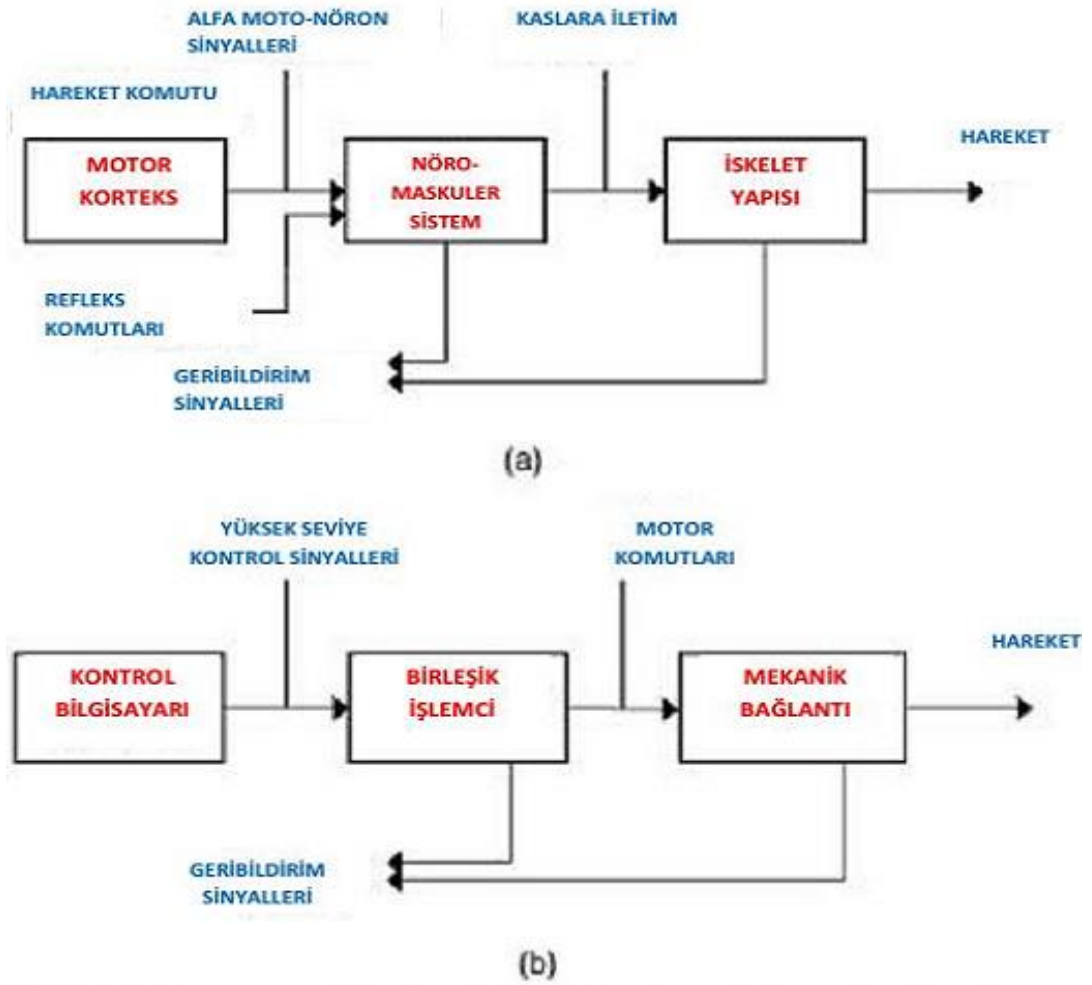 ALFA MOTO-NÖRON
SİNYALLERİ
KASLARA İLETİM
HAREKET KOMUTU
HAREKET
MOTOR
KORTEKS
NÖRO-
MASKULER
SİSTEM
İSKELET
YAPISI
REFLEKS
KOMUTLARI
GERİBİLDİRİM
SİNYALLERİ
(a)
YÜKSEK SEVİYE
KONTROL SİNYALLERİ
MOTOR
KOMUTLARI
HAREKET
KONTROL
BİLGİSAYARI
BİRLEŞİK
İŞLEMCİ
MEKANİK
BAĞLANTI
GERİBİLDİRİM
SİNYALLERİ
(b)